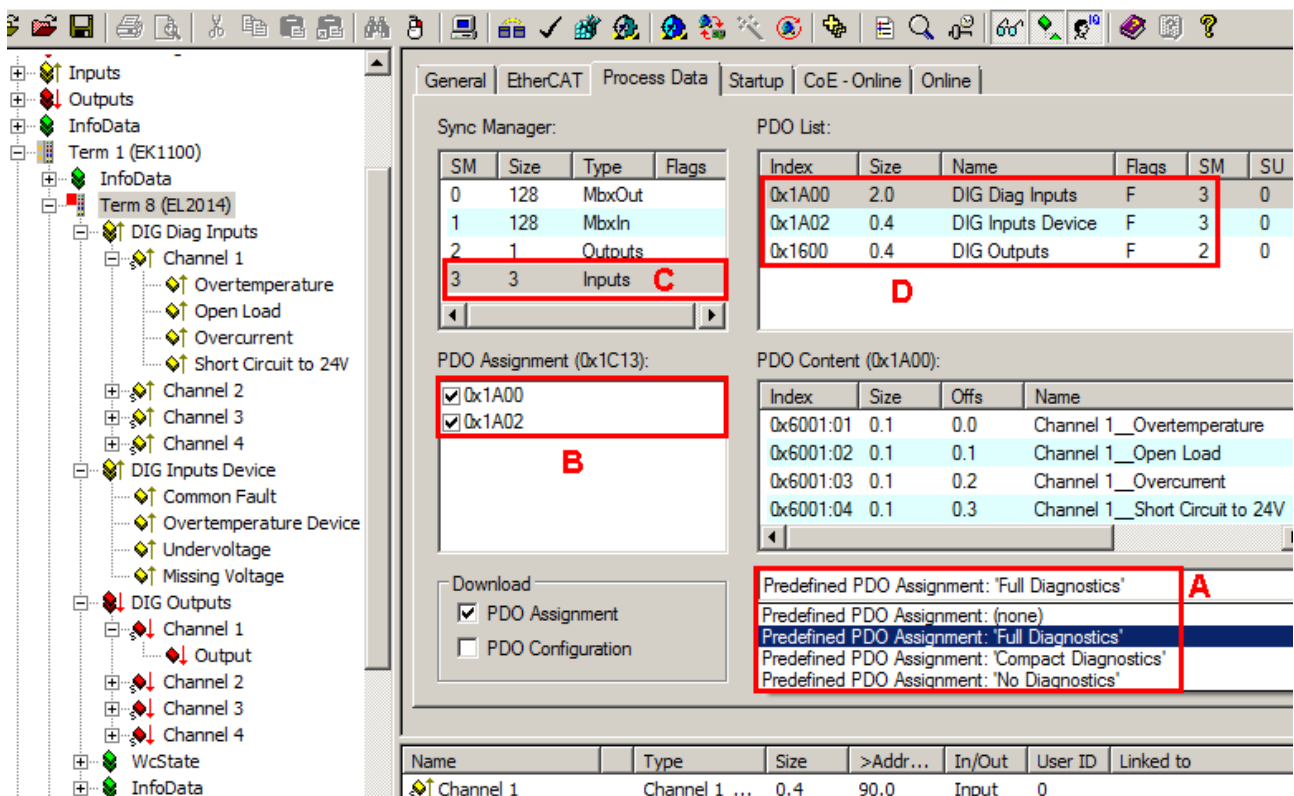 Inputs
Outputs
InfoData
Term 1 (EK1100)
InfoData
Term 8 (EL2014)
DIG Diag Inputs
Channel 1
Overtemperature
Open Load
Overcurrent
Short Circuit to 24V
Channel 2
Channel 3
Channel 4
DIG Inputs Device
Common Fault
Overtemperature Device
Undervoltage
Missing Voltage
DIG Outputs
Channel 1
Output
Channel 2
Channel 3
Channel 4
WcState
InfoData
General EtherCAT Process Data Startup CoE - Online Online
Sync Manager:
SM Size Type Flags
0 128 MbxOut
1 128 MbxIn
2 1 Outputs
3 3 Inputs C
PDO List:
Index Size Name Flags SM SU
0x1A00 2.0 DIG Diag Inputs F 3 0
0x1A02 0.4 DIG Inputs Device F 3 0
0x1600 0.4 DIG Outputs F 2 0
D
PDO Assignment (0x1C13):
0x1A00
0x1A02
B
PDO Content (0x1A00):
Index Size Offs Name
0x6001:01 0.1 0.0 Channel 1__Overtemperature
0x6001:02 0.1 0.1 Channel 1__Open Load
0x6001:03 0.1 0.2 Channel 1__Overcurrent
0x6001:04 0.1 0.3 Channel 1__Short Circuit to 24V
Download
PDO Assignment
PDO Configuration
Predefined PDO Assignment: 'Full Diagnostics' A
Predefined PDO Assignment: (none)
Predefined PDO Assignment: 'Full Diagnostics'
Predefined PDO Assignment: 'Compact Diagnostics'
Predefined PDO Assignment: 'No Diagnostics'
Name Type Size >Addr... In/Out User ID Linked to
Channel 1 Channel 1 ... 0.4 90.0 Input 0